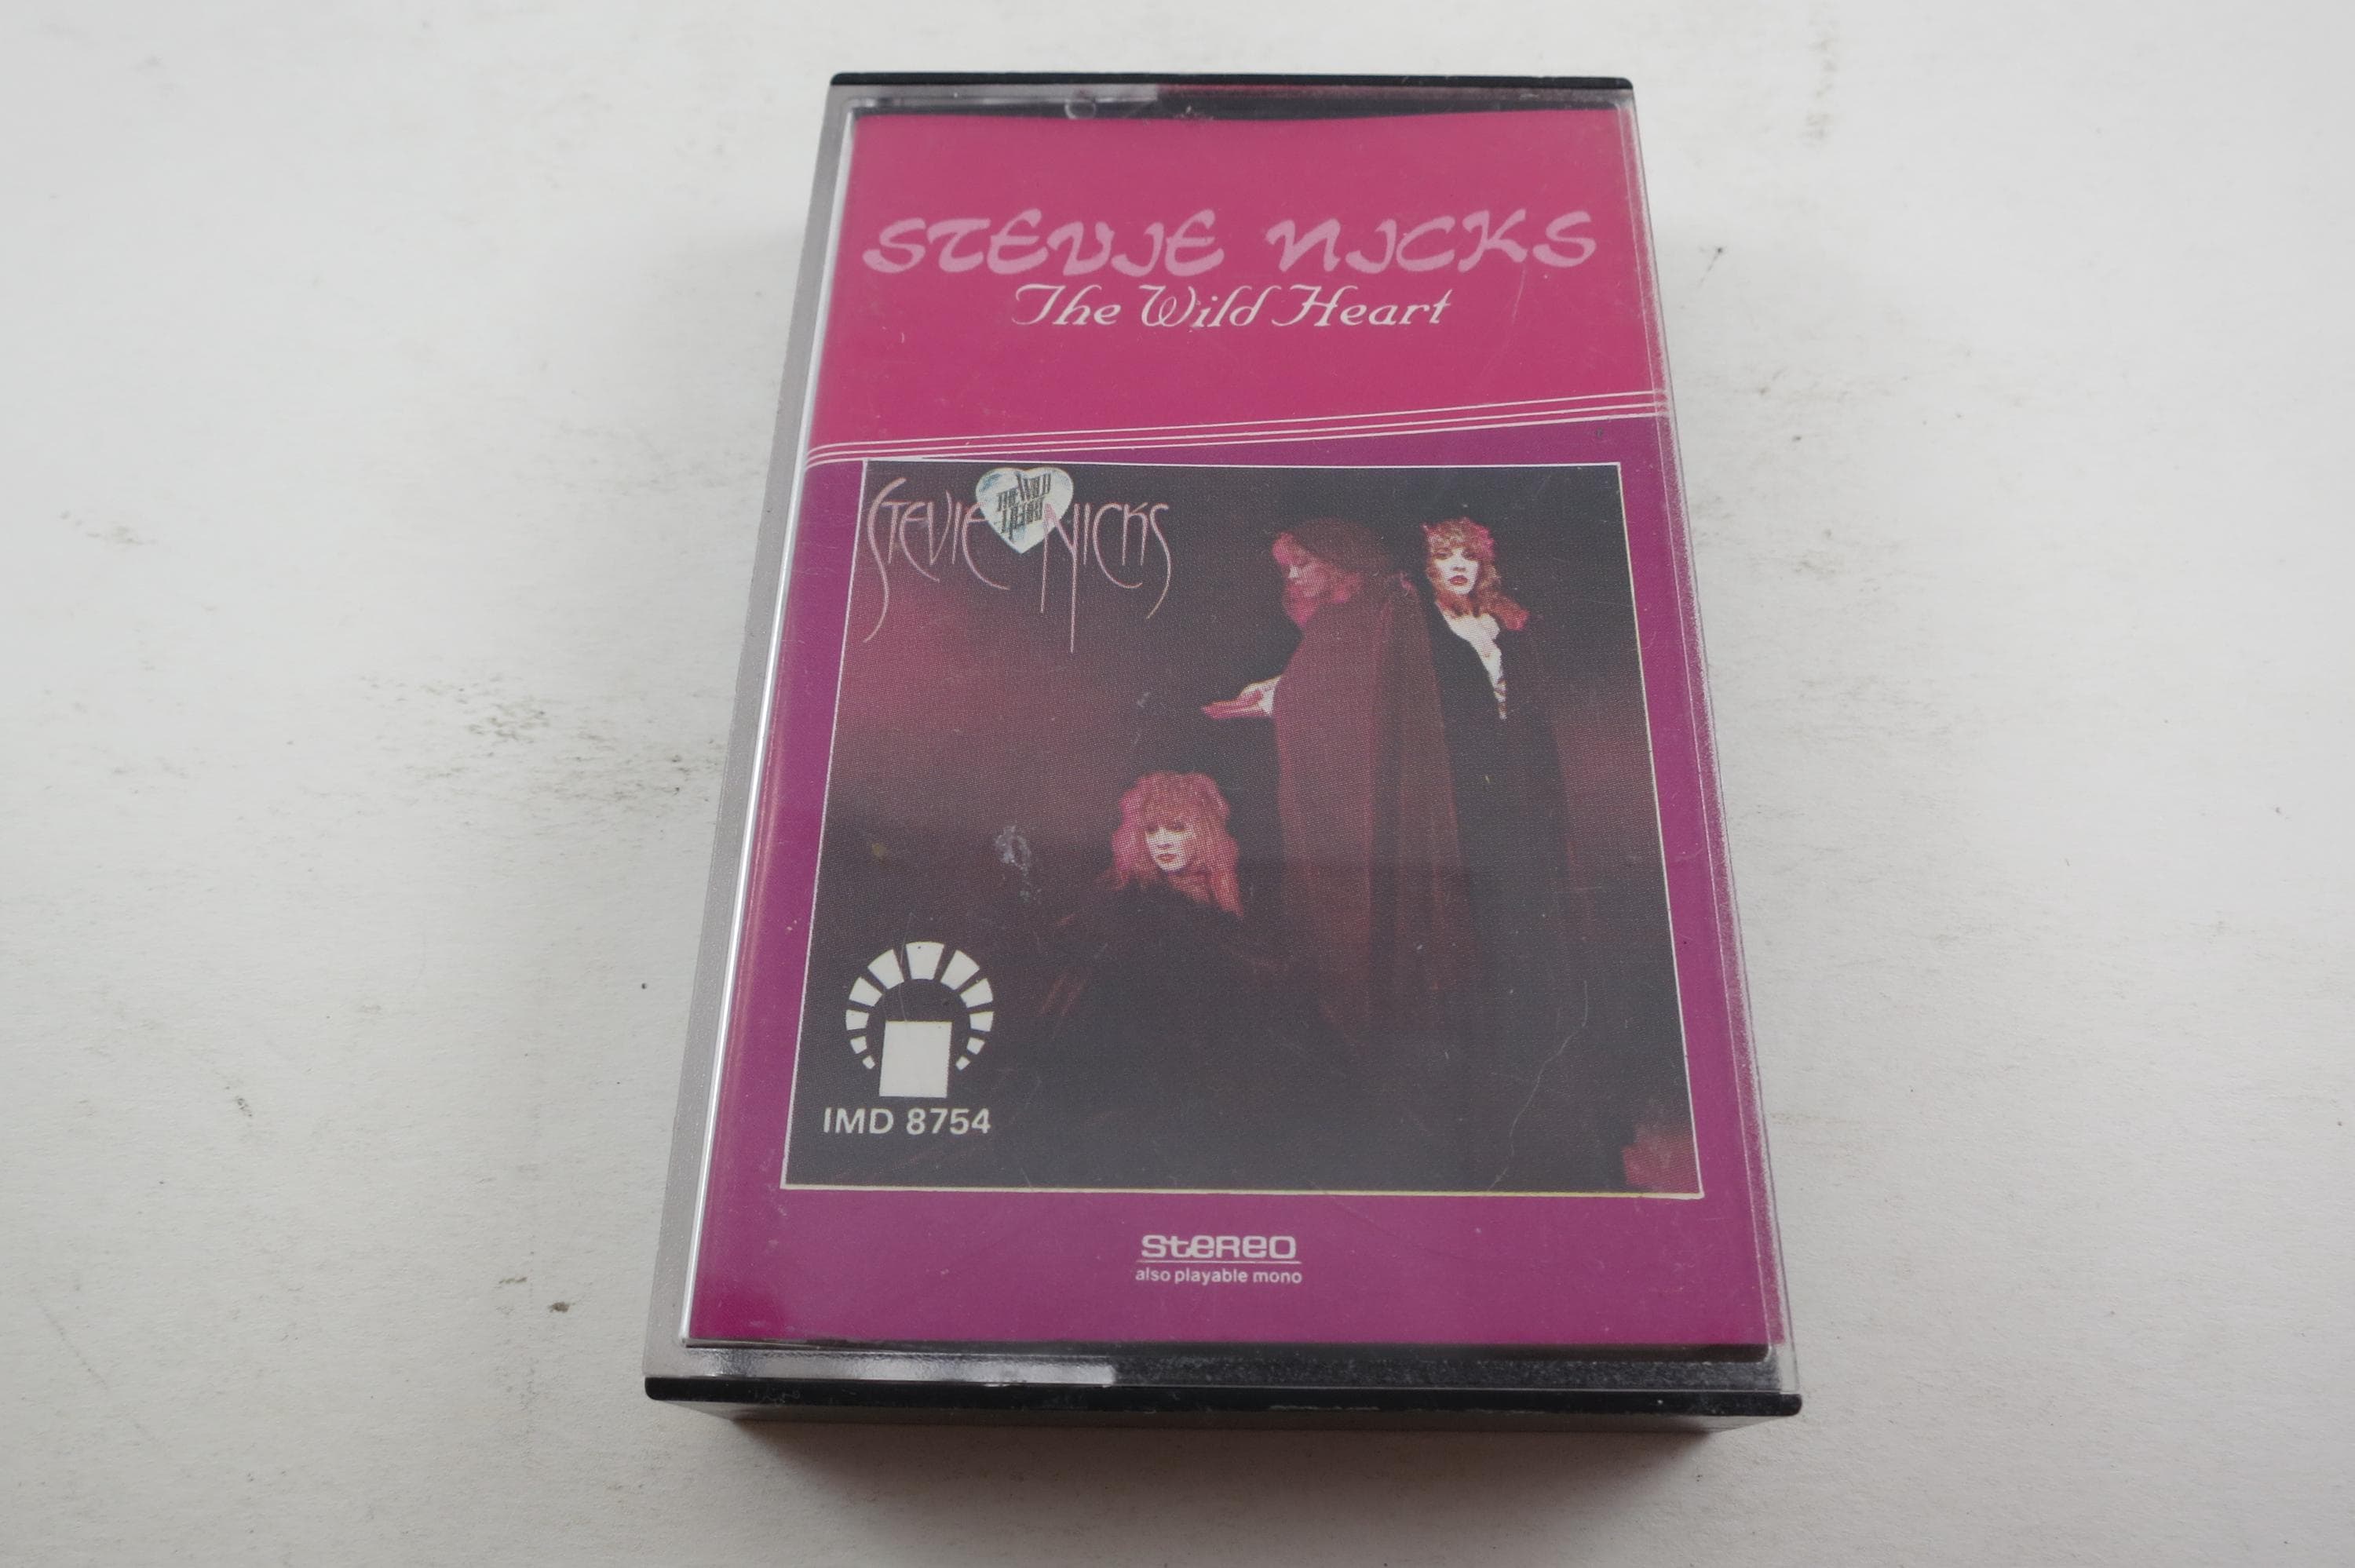 STEVIE NICKS
The Wild Heart
STEVIE NICKS
THE WILD
HEART
IMD 8754
STEREO
also playable mono